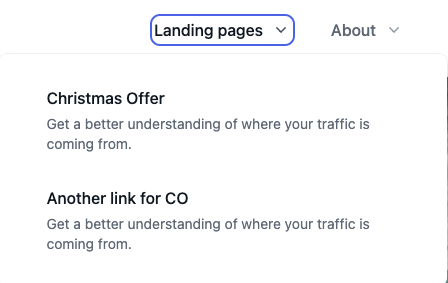 Landing pages About
Christmas Offer
Get a better understanding of where your traffic is
coming from.
Another link for CO
Get a better understanding of where your traffic is
coming from.